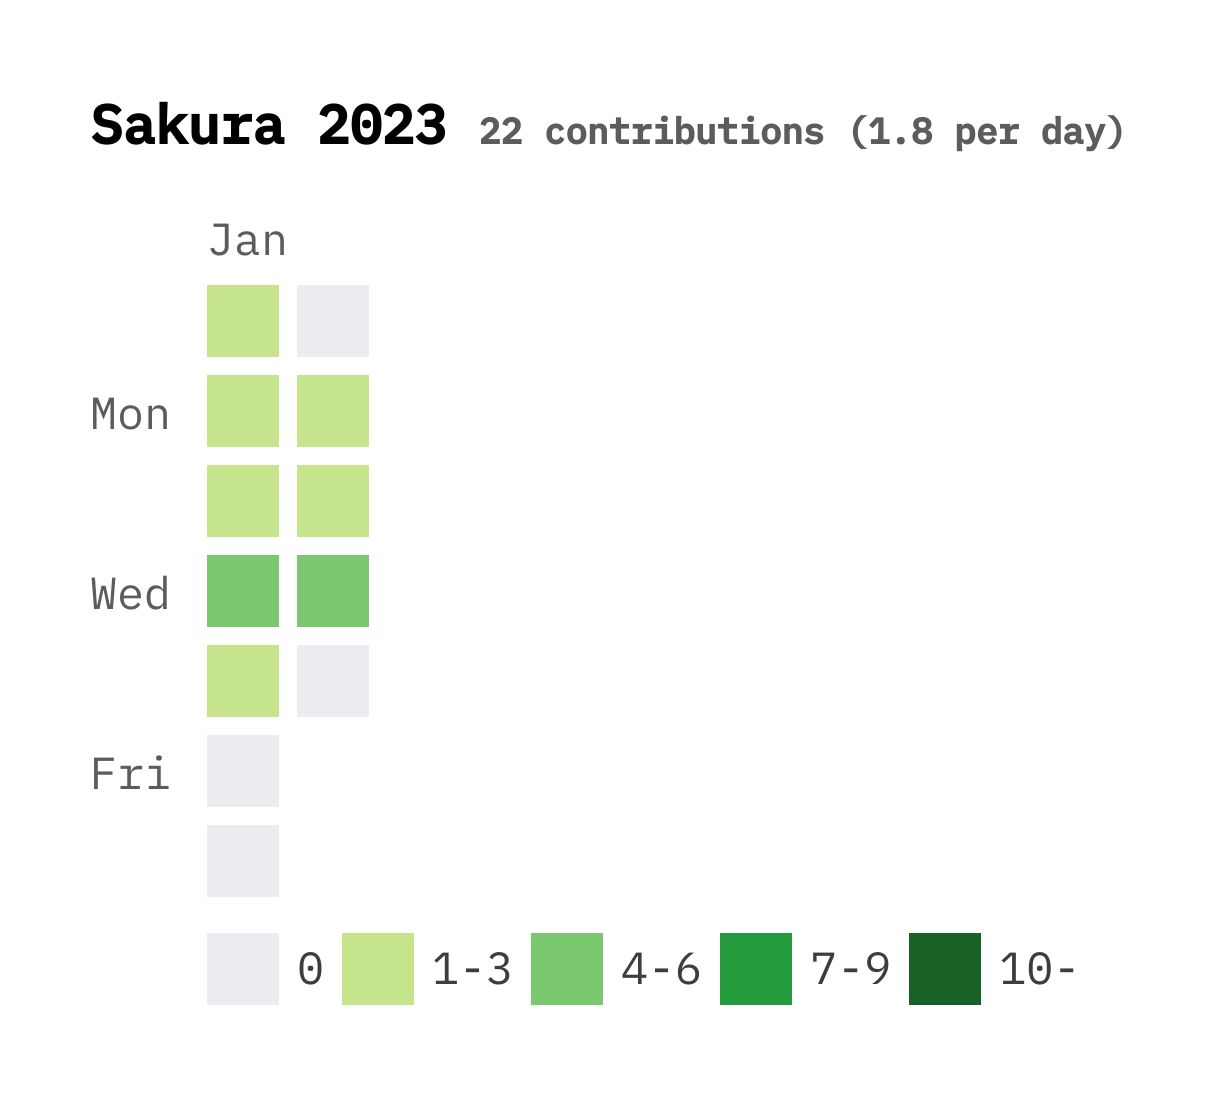 Sakura 2023 22 contributions (1.8 per day)
Jan
Mon
Wed
Fri
0 1-3 4-6 7-9 10-